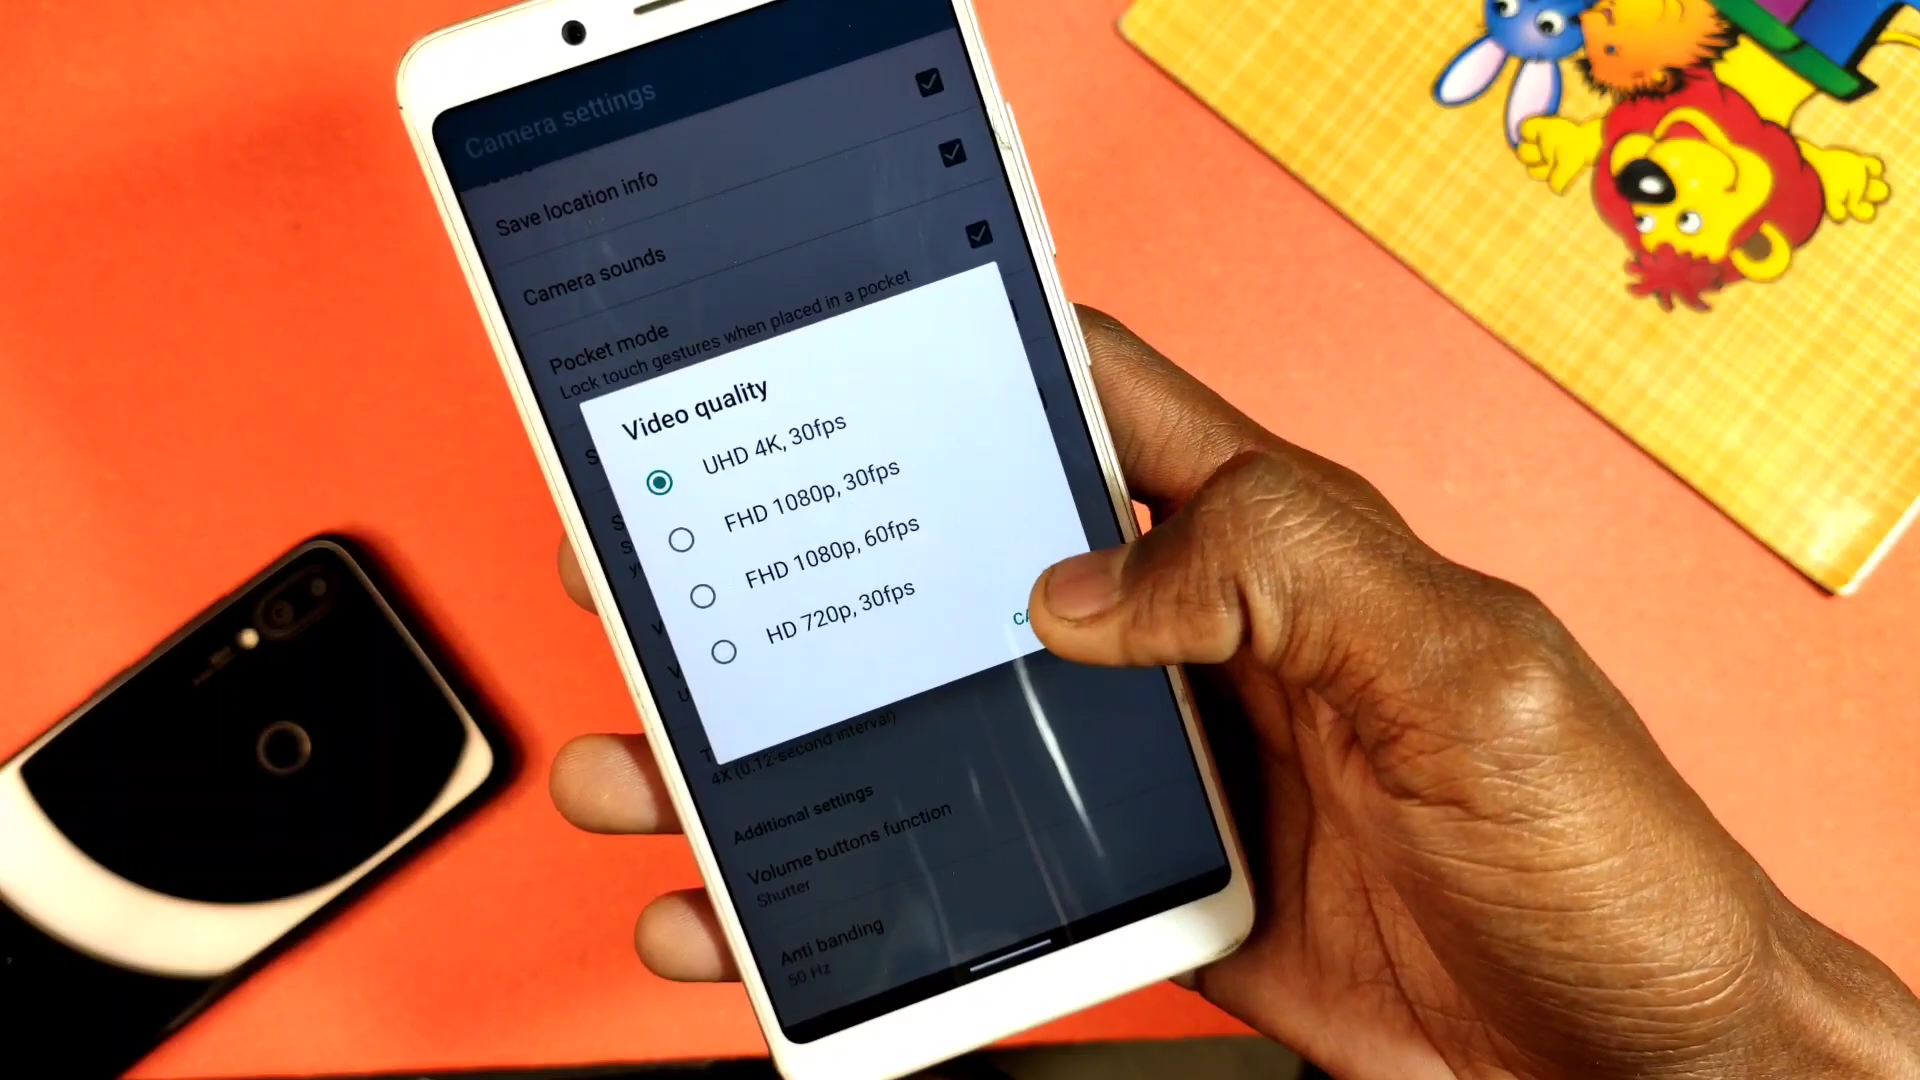 Camera settings
Save location info
Camera sounds
Pocket mode
Lock touch gestures when placed in a pocket
Video quality
UHD 4K, 30fps
FHD 1080p, 30fps
FHD 1080p, 60fps
HD 720p, 30fps
4X (0.12-second interval)
Additional settings
Volume buttons function
Shutter
Anti banding
50 Hz